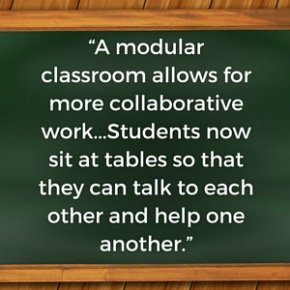 “A modular
classroom allows for
more collaborative
work...Students now
sit at tables so that
they can talk to each
other and help one
another.”